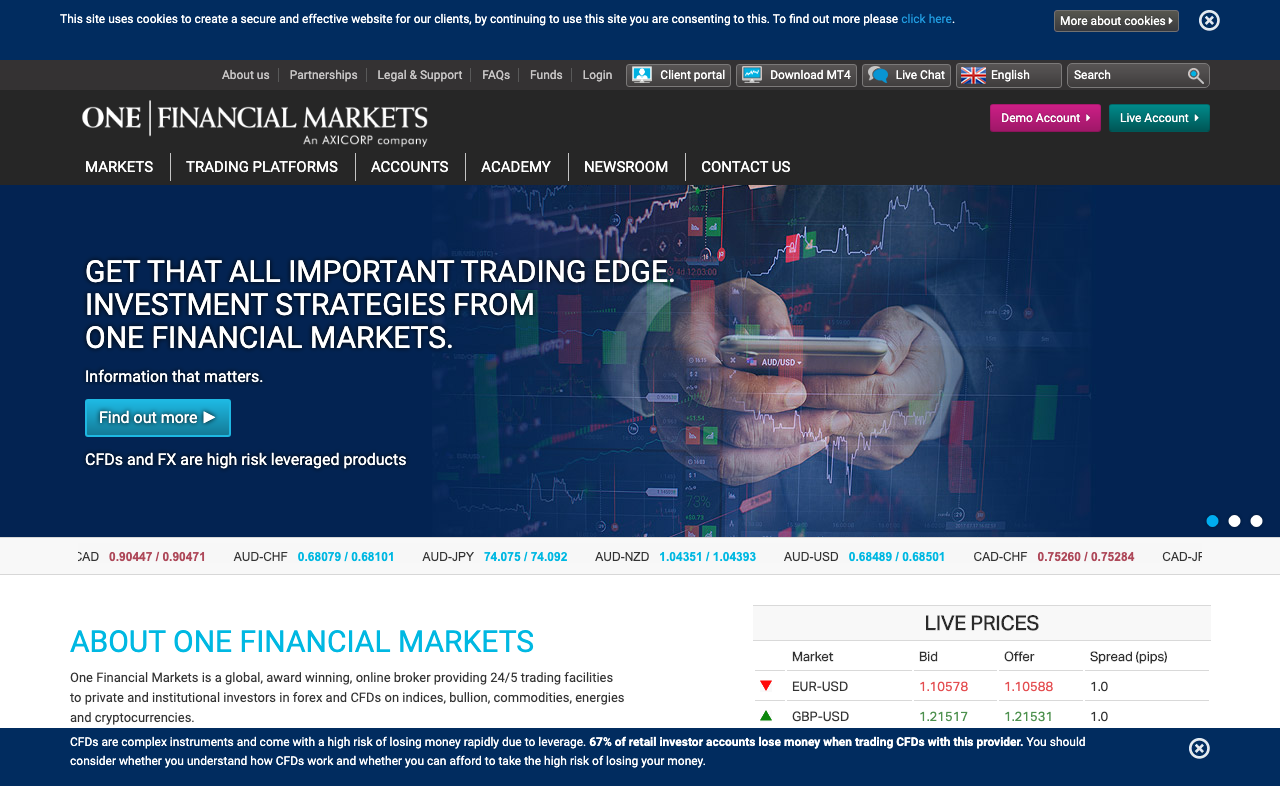 This site uses cookies to create a secure and effective website for our clients, by continuing to use this site you are consenting to this. To find out more please click here.
More about cookies
About us
Partnerships
Legal & Support
FAQs
Funds
Login
Client portal
Download MT4
Live Chat
English
Search
ONE FINANCIAL MARKETS
An AXICORP company
Demo Account
Live Account
MARKETS
TRADING PLATFORMS
ACCOUNTS
ACADEMY
NEWSROOM
CONTACT US
GET THAT ALL IMPORTANT TRADING EDGE.
INVESTMENT STRATEGIES FROM
ONE FINANCIAL MARKETS.
Information that matters.
Find out more
CFDs and FX are high risk leveraged products
AUD/USD
4d.12,03:00
73%
CAD 0.90447 / 0.90471 AUD-CHF 0.68079 / 0.68101 AUD-JPY 74.075 / 74.092 AUD-NZD 1.04351 / 1.04393 AUD-USD 0.68489 / 0.68501 CAD-CHF 0.75260 / 0.75284
ABOUT ONE FINANCIAL MARKETS
One Financial Markets is a global, award winning, online broker providing 24/5 trading facilities
to private and institutional investors in forex and CFDs on indices, bullion, commodities, energies
and cryptocurrencies.
LIVE PRICES
Market Bid Offer Spread (pips)
EUR-USD 1.10578 1.10588 1.0
GBP-USD 1.21517 1.21531 1.0
CFDs are complex instruments and come with a high risk of losing money rapidly due to leverage. 67% of retail investor accounts lose money when trading CFDs with this provider. You should
consider whether you understand how CFDs work and whether you can afford to take the high risk of losing your money.